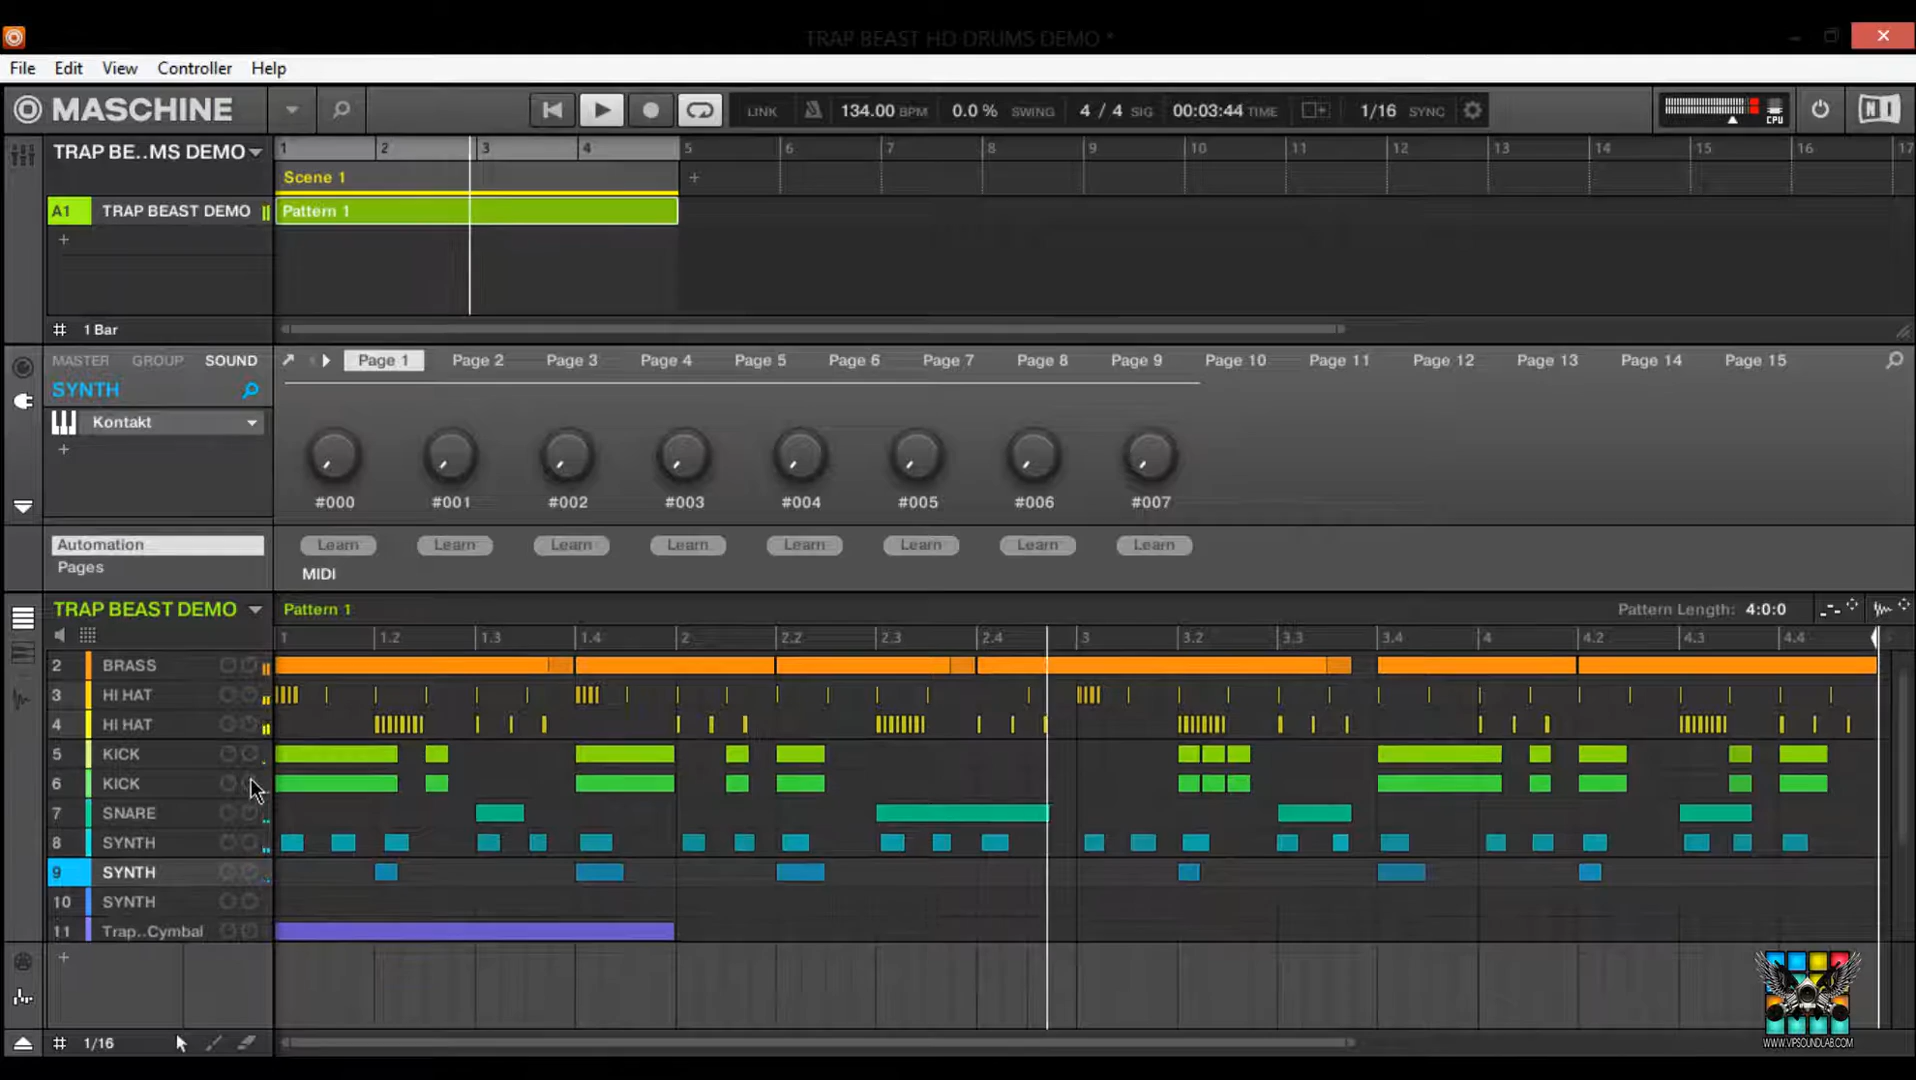 TRAP BEAST HD DRUMS DEMO *
File Edit View Controller Help
MASCHINE
LINK 134.00 BPM 0.0 % SWING 4 / 4 SIG 00:03:44 TIME 1/16 SYNC CPU NI
TRAP BE..MS DEMO 1 2 3 4 5 6 7 8 9 10 11 12 13 14 15 16 17
Scene 1 +
A1 TRAP BEAST DEMO Pattern 1
+
# 1 Bar
MASTER GROUP SOUND Page 1 Page 2 Page 3 Page 4 Page 5 Page 6 Page 7 Page 8 Page 9 Page 10 Page 11 Page 12 Page 13 Page 14 Page 15
SYNTH
Kontakt
+
#000 #001 #002 #003 #004 #005 #006 #007
Automation Learn Learn Learn Learn Learn Learn Learn Learn
Pages MIDI
TRAP BEAST DEMO Pattern 1 Pattern Length: 4:0:0
1 1.2 1.3 1.4 2 2.2 2.3 2.4 3 3.2 3.3 3.4 4 4.2 4.3 4.4
2 BRASS
3 HI HAT
4 HI HAT
5 KICK
6 KICK
7 SNARE
8 SYNTH
9 SYNTH
10 SYNTH
11 Trap..Cymbal
+
# 1/16
WWW.VIPSOUNDLAB.COM